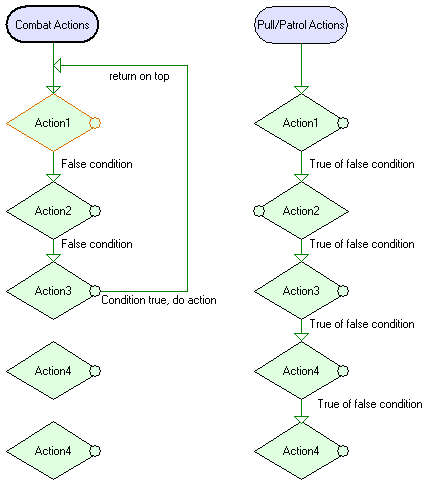 Combat Actions
return on top
Action1
False condition
Action2
False condition
Action3
Condition true, do action
Action4
Action4
Pull/Patrol Actions
Action1
True of false condition
Action2
True of false condition
Action3
True of false condition
Action4
True of false condition
Action4